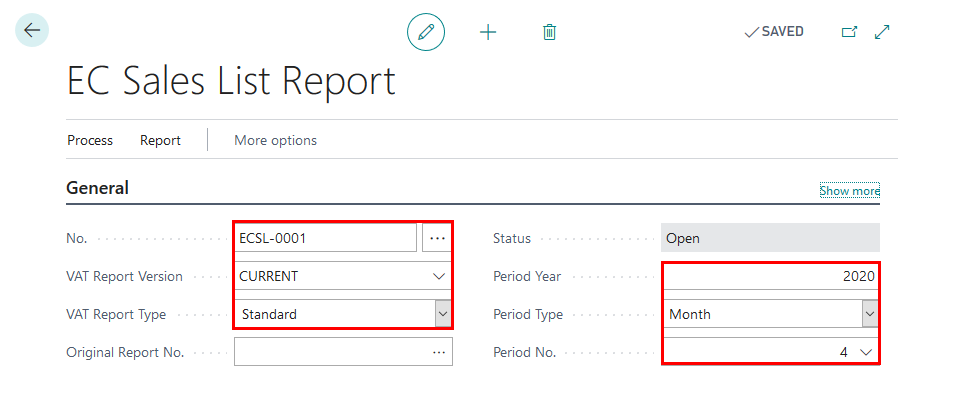 SAVED
EC Sales List Report
Process Report More options
General Show more
No. ECSL-0001 ... Status Open
VAT Report Version CURRENT Period Year 2020
VAT Report Type Standard Period Type Month
Original Report No. ... Period No. 4